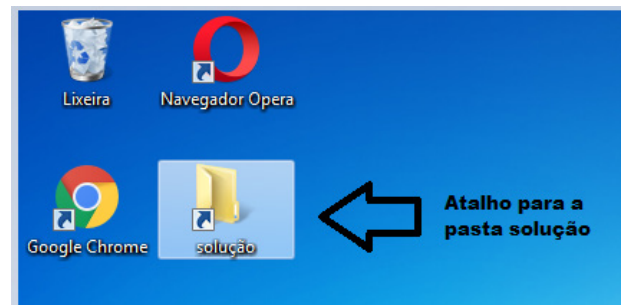 Lixeira
Navegador Opera
Google Chrome
solução
Atalho para a
pasta solução